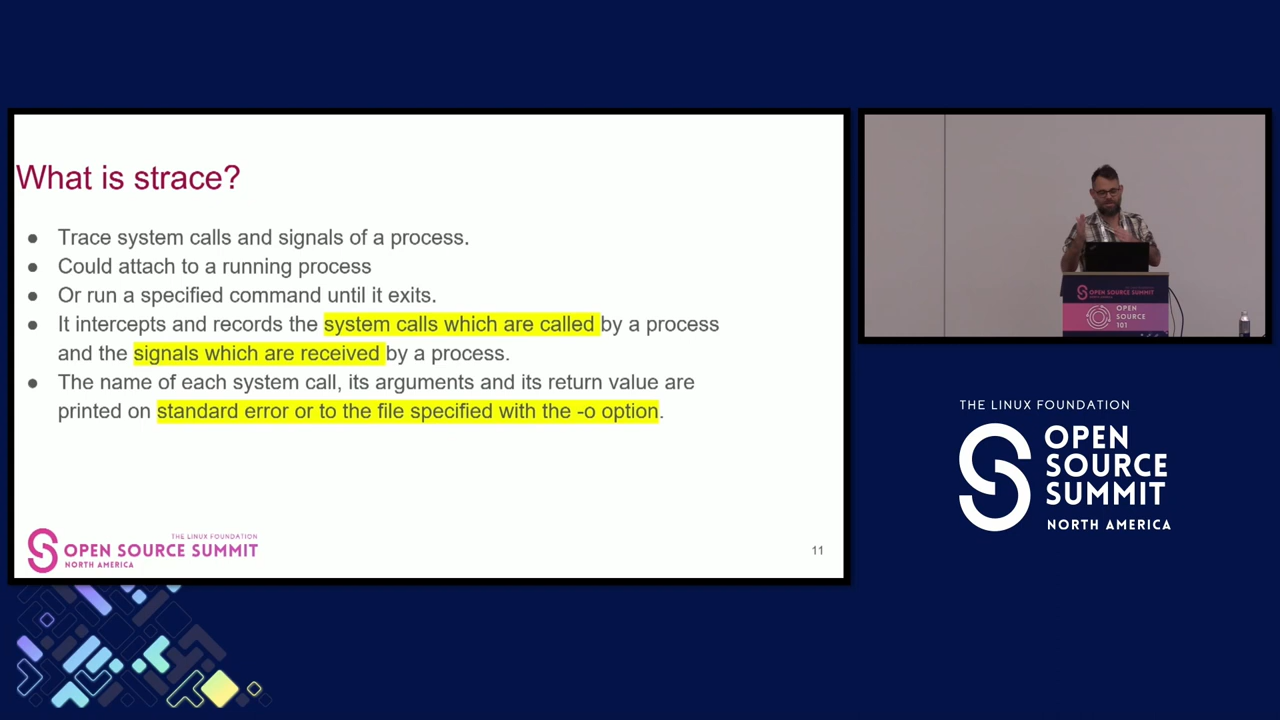 What is strace?
● Trace system calls and signals of a process.
● Could attach to a running process
● Or run a specified command until it exits.
● It intercepts and records the system calls which are called by a process
and the signals which are received by a process.
● The name of each system call, its arguments and its return value are
printed on standard error or to the file specified with the -o option.
THE LINUX FOUNDATION
OPEN SOURCE SUMMIT
NORTH AMERICA
11
OPEN SOURCE SUMMIT
OPEN
SOURCE
101
THE LINUX FOUNDATION
OPEN
SOURCE
SUMMIT
NORTH AMERICA